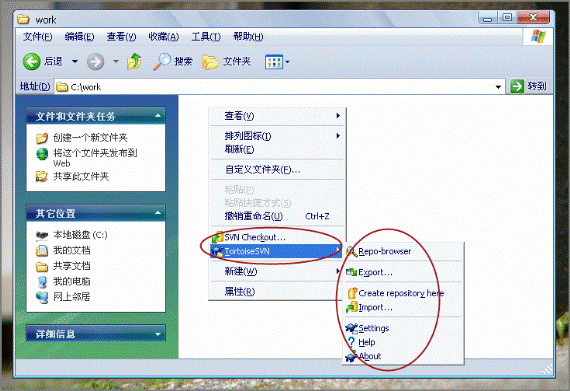 work
文件(F) 编辑(E) 查看(V) 收藏(A) 工具(T) 帮助(H)
后退 搜索 文件夹
地址(D) C:\work 转到
文件和文件夹任务
创建一个新文件夹
将这个文件夹发布到
Web
共享此文件夹
其它位置
本地磁盘 (C:)
我的文档
共享文档
我的电脑
网上邻居
详细信息
查看(V)
排列图标(I)
刷新(E)
自定义文件夹(F)...
粘贴(P)
粘贴快捷方式(S)
撤销重命名(U) Ctrl+Z
SVN Checkout...
TortoiseSVN
新建(W)
属性(R)
Repo-browser
Export...
Create repository here
Import...
Settings
Help
About